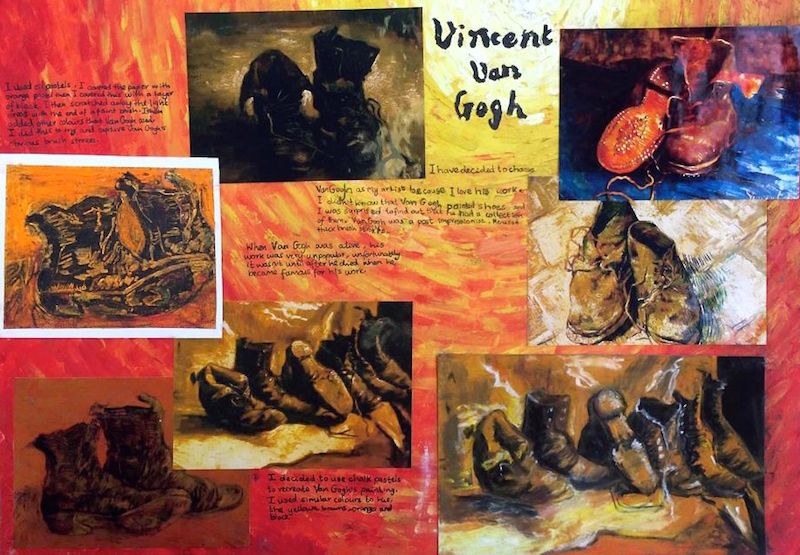 Vincent
Van
Gogh
I used oil pastels. I covered the paper with
orange pastel then I covered this with a layer
of black. I then scratched away the light
areas with the end of a paint brush. I then
added other colours that Van Gogh used
I did this to try and capture Van Gogh's
famous brush strokes.
I have decided to choose
Van Gogh as my artist because I love his work.
I didn't know that Van Gogh painted shoes and
I was surprised to find out that he had a collection
of them. Van Gogh was a post impressionist. He used
thick brush strokes.
When Van Gogh was alive, his
work was very unpopular, unfortunately
it wasn't until after he died when he
became famous for his work.
I decided to use chalk pastels
to recreate Van Gogh's painting.
I used similar colours to his,
the yellows browns, orange and
black.